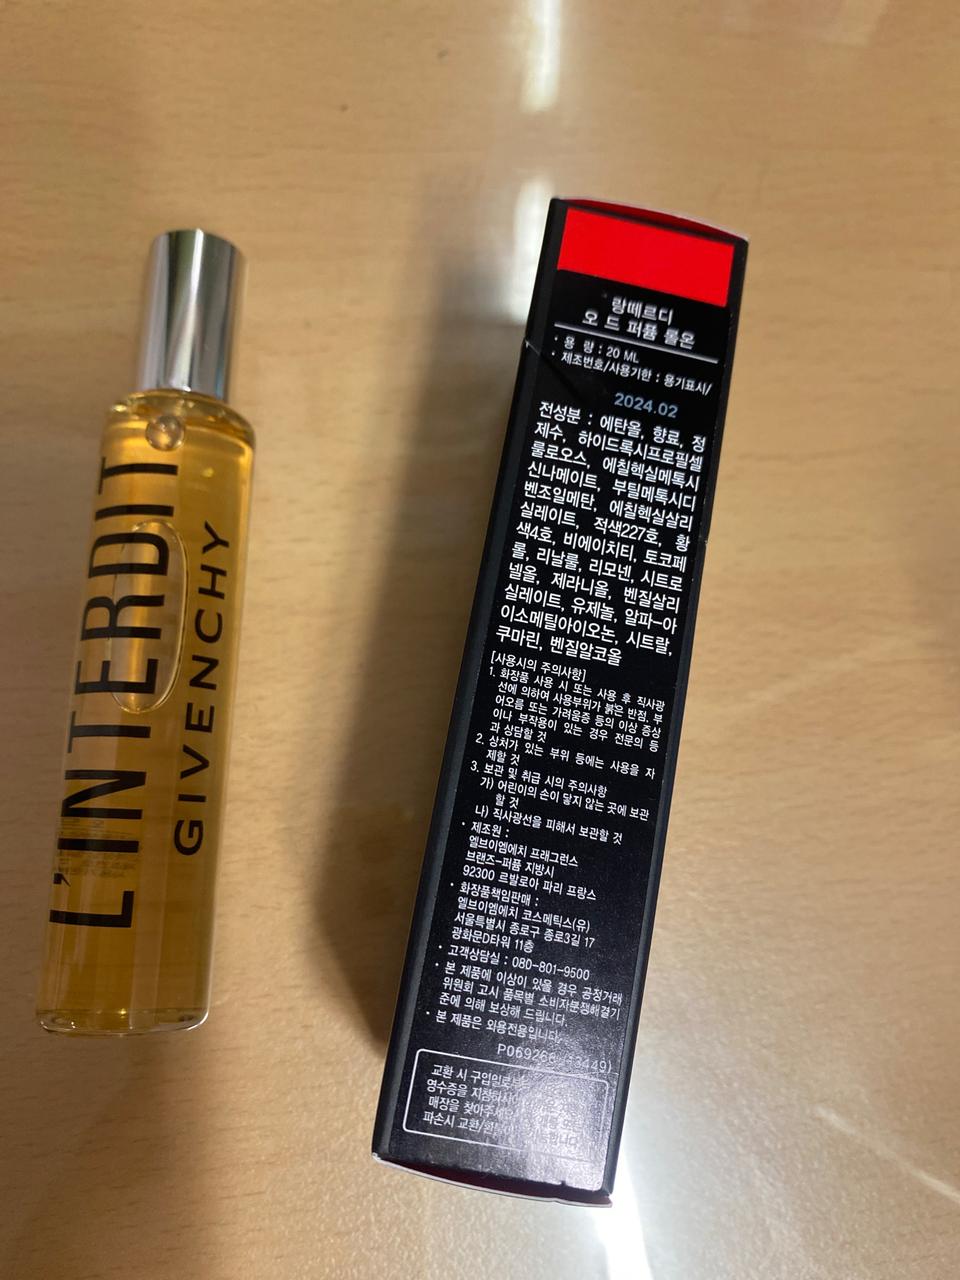 L'INTERDIT
GIVENCHY
랑떼르디
오 드 퍼퓸 롤온
· 용 량 : 20 ML
· 제조번호/사용기한 : 용기표시/
2024.02
전성분 : 에탄올, 향료, 정
제수, 하이드록시프로필셀
룰로오스, 에칠헥실메톡시
신나메이트, 부틸메톡시디
벤조일메탄, 에칠헥실살리
실레이트, 적색227호, 황
색4호, 비에이치티, 토코페
롤, 리날룰, 리모넨, 시트로
넬올, 제라니올, 벤질살리
실레이트, 유제놀, 알파-아
이소메틸아이오논, 시트랄,
쿠마린, 벤질알코올
[사용시의 주의사항]
1. 화장품 사용 시 또는 사용 후 직사광
선에 의하여 사용부위가 붉은 반점, 부
어오름 또는 가려움증 등의 이상 증상
이나 부작용이 있는 경우 전문의 등
과 상담할 것
2. 상처가 있는 부위 등에는 사용을 자
제할 것
3. 보관 및 취급 시의 주의사항
가) 어린이의 손이 닿지 않는 곳에 보관
할 것
나) 직사광선을 피해서 보관할 것
· 제조원 :
엘브이엠에치 프래그런스
브랜즈-퍼퓸 지방시
92300 르발로아 파리 프랑스
· 화장품책임판매 :
엘브이엠에치 코스메틱스(유)
서울특별시 종로구 종로3길 17
광화문D타워 11층
· 고객상담실 : 080-801-9500
· 본 제품에 이상이 있을 경우 공정거래
위원회 고시 품목별 소비자분쟁해결기
준에 의해 보상해 드립니다.
· 본 제품은 외용전용입니다.
교환 시 구입일로부터
영수증을 지참하시어
매장을 찾아주세요
파손시 교환/환불이